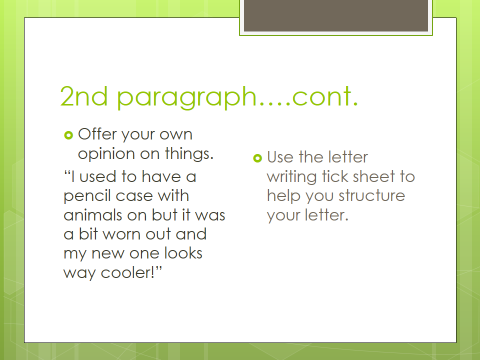 2nd paragraph....cont.
Offer your own
opinion on things.
“I used to have a
pencil case with
animals on but it was
a bit worn out and
my new one looks
way cooler!”
Use the letter
writing tick sheet to
help you structure
your letter.